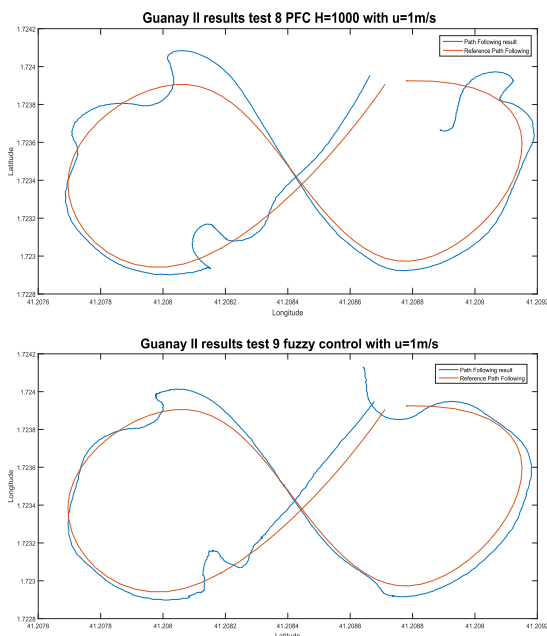 Guanay II results test 8 PFC H=1000 with u=1m/s
1.7242
1.724
1.7238
1.7236
1.7234
1.7232
1.723
1.7228
Latitude
Path Following result
Reference Path Following
41.2076 41.2078 41.208 41.2082 41.2084 41.2086 41.2088 41.209 41.2092
Longitude
Guanay II results test 9 fuzzy control with u=1m/s
1.7242
1.724
1.7238
1.7236
1.7234
1.7232
1.723
1.7228
Longitude
Path Following result
Reference Path Following
41.2076 41.2078 41.208 41.2082 41.2084 41.2086 41.2088 41.209 41.2092
Latitude